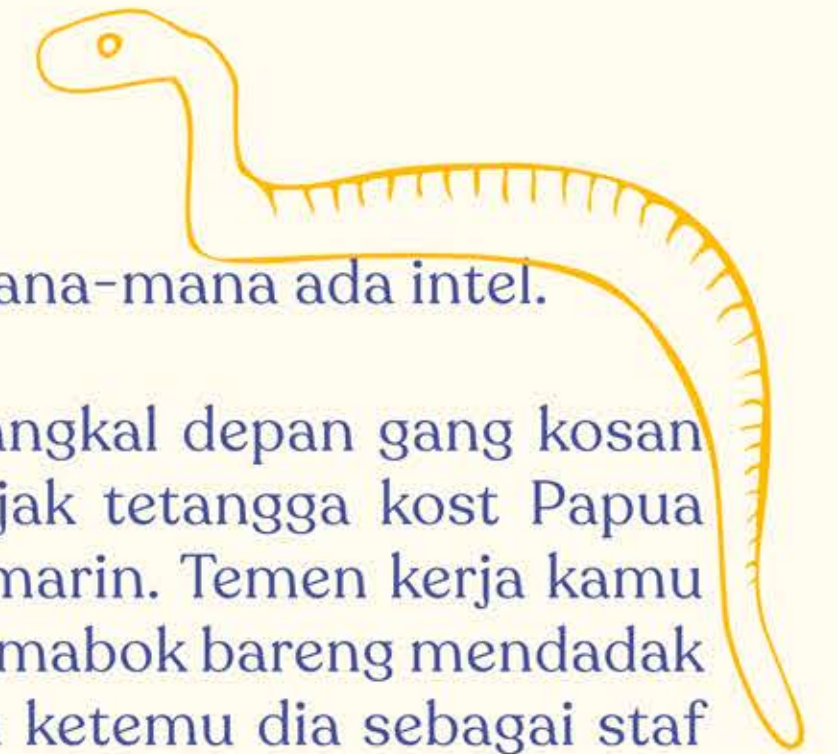 ana-mana ada intel.
angkal depan gang kosan
jak tetangga kost Papua
marin. Temen kerja kamu
mabok bareng mendadak
ketemu dia sebagai staf